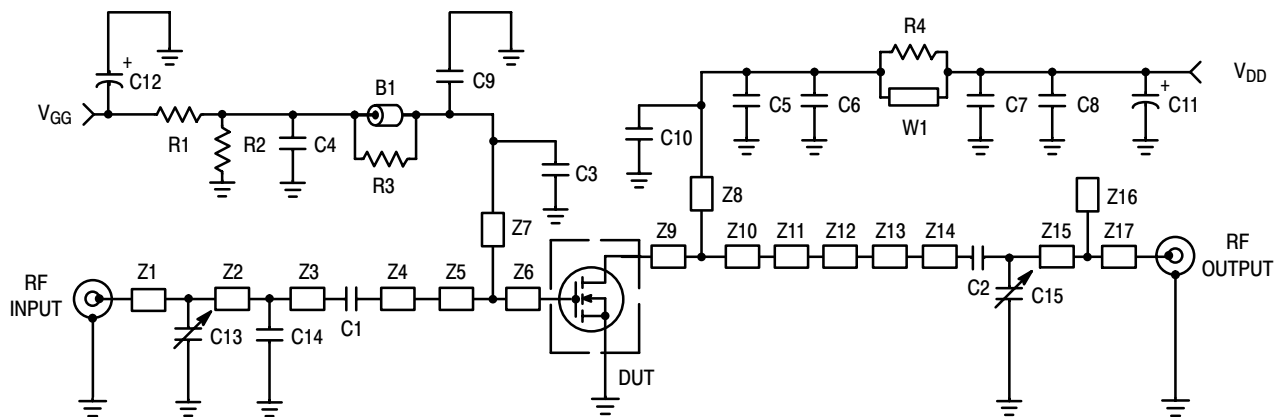 R4
C12
+
C9
B1
VGG
VDD
R1
R2
C4
R3
C3
C10
C5
C6
W1
C7
C8
C11
+
Z7
Z8
Z16
RF
INPUT
Z1
Z2
Z3
Z4
Z5
Z6
Z9
Z10
Z11
Z12
Z13
Z14
Z15
Z17
RF
OUTPUT
C13
C14
C1
DUT
C2
C15